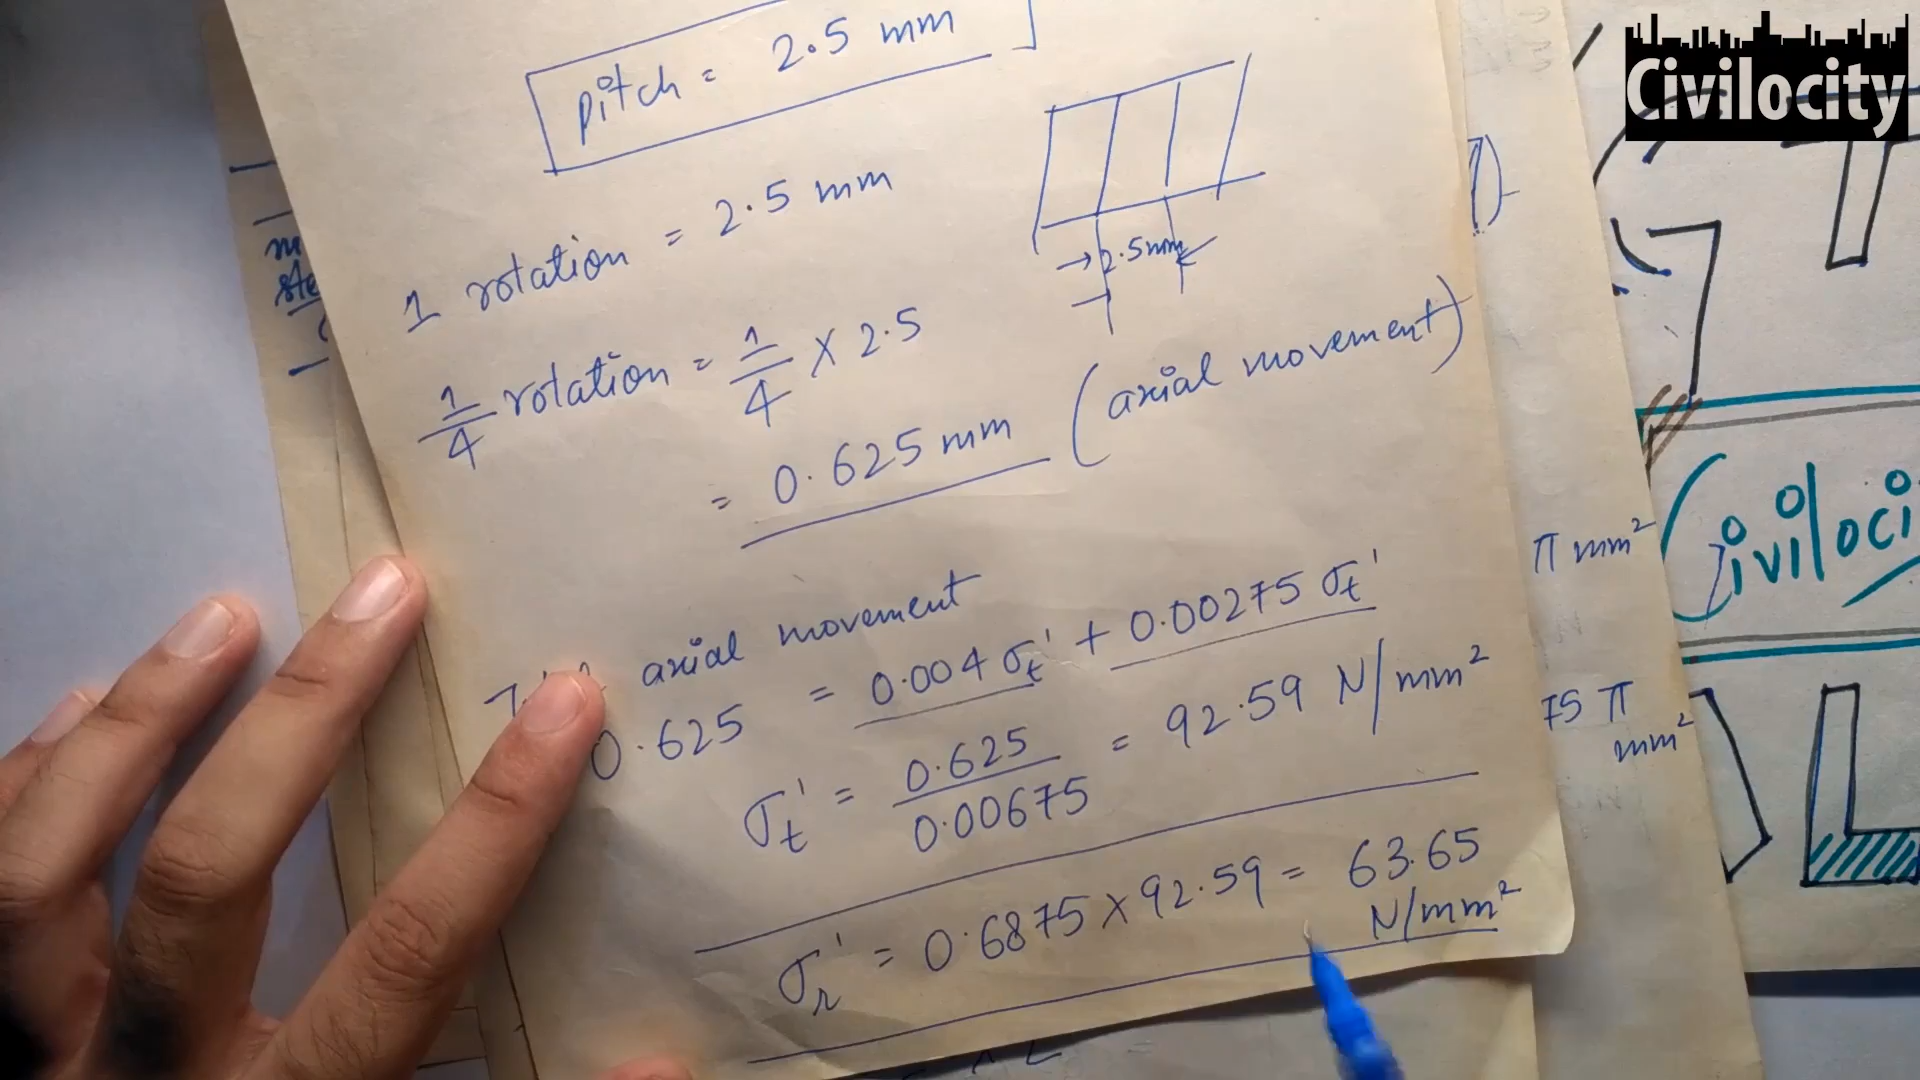 Civilocity
pitch = 2.5 mm
1 rotation = 2.5 mm
2.5mm
1/4 rotation = 1/4 × 2.5
= 0.625 mm (axial movement)
axial movement
0.625 = 0.004 σt' + 0.00275 σt'
σt' = 0.625/0.00675 = 92.59 N/mm²
σr' = 0.6875 × 92.59 = 63.65
N/mm²
π mm²
75 π
mm²
Civiloci